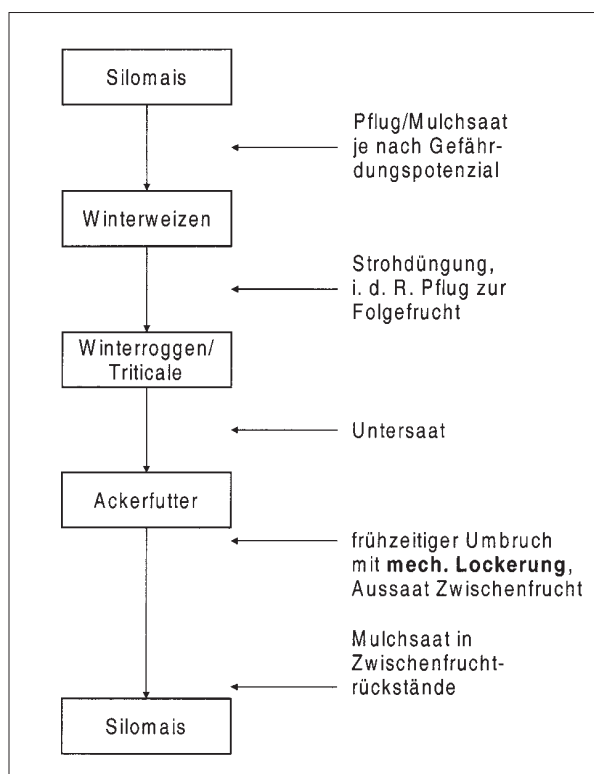 Silomais
Pflug/Mulchsaat
je nach Gefähr-
dungspotenzial
Winterweizen
Strohdüngung,
i. d. R. Pflug zur
Folgefrucht
Winterroggen/
Triticale
Untersaat
Ackerfutter
frühzeitiger Umbruch
mit mech. Lockerung,
Aussaat Zwischenfrucht
Mulchsaat in
Zwischenfrucht-
rückstände
Silomais